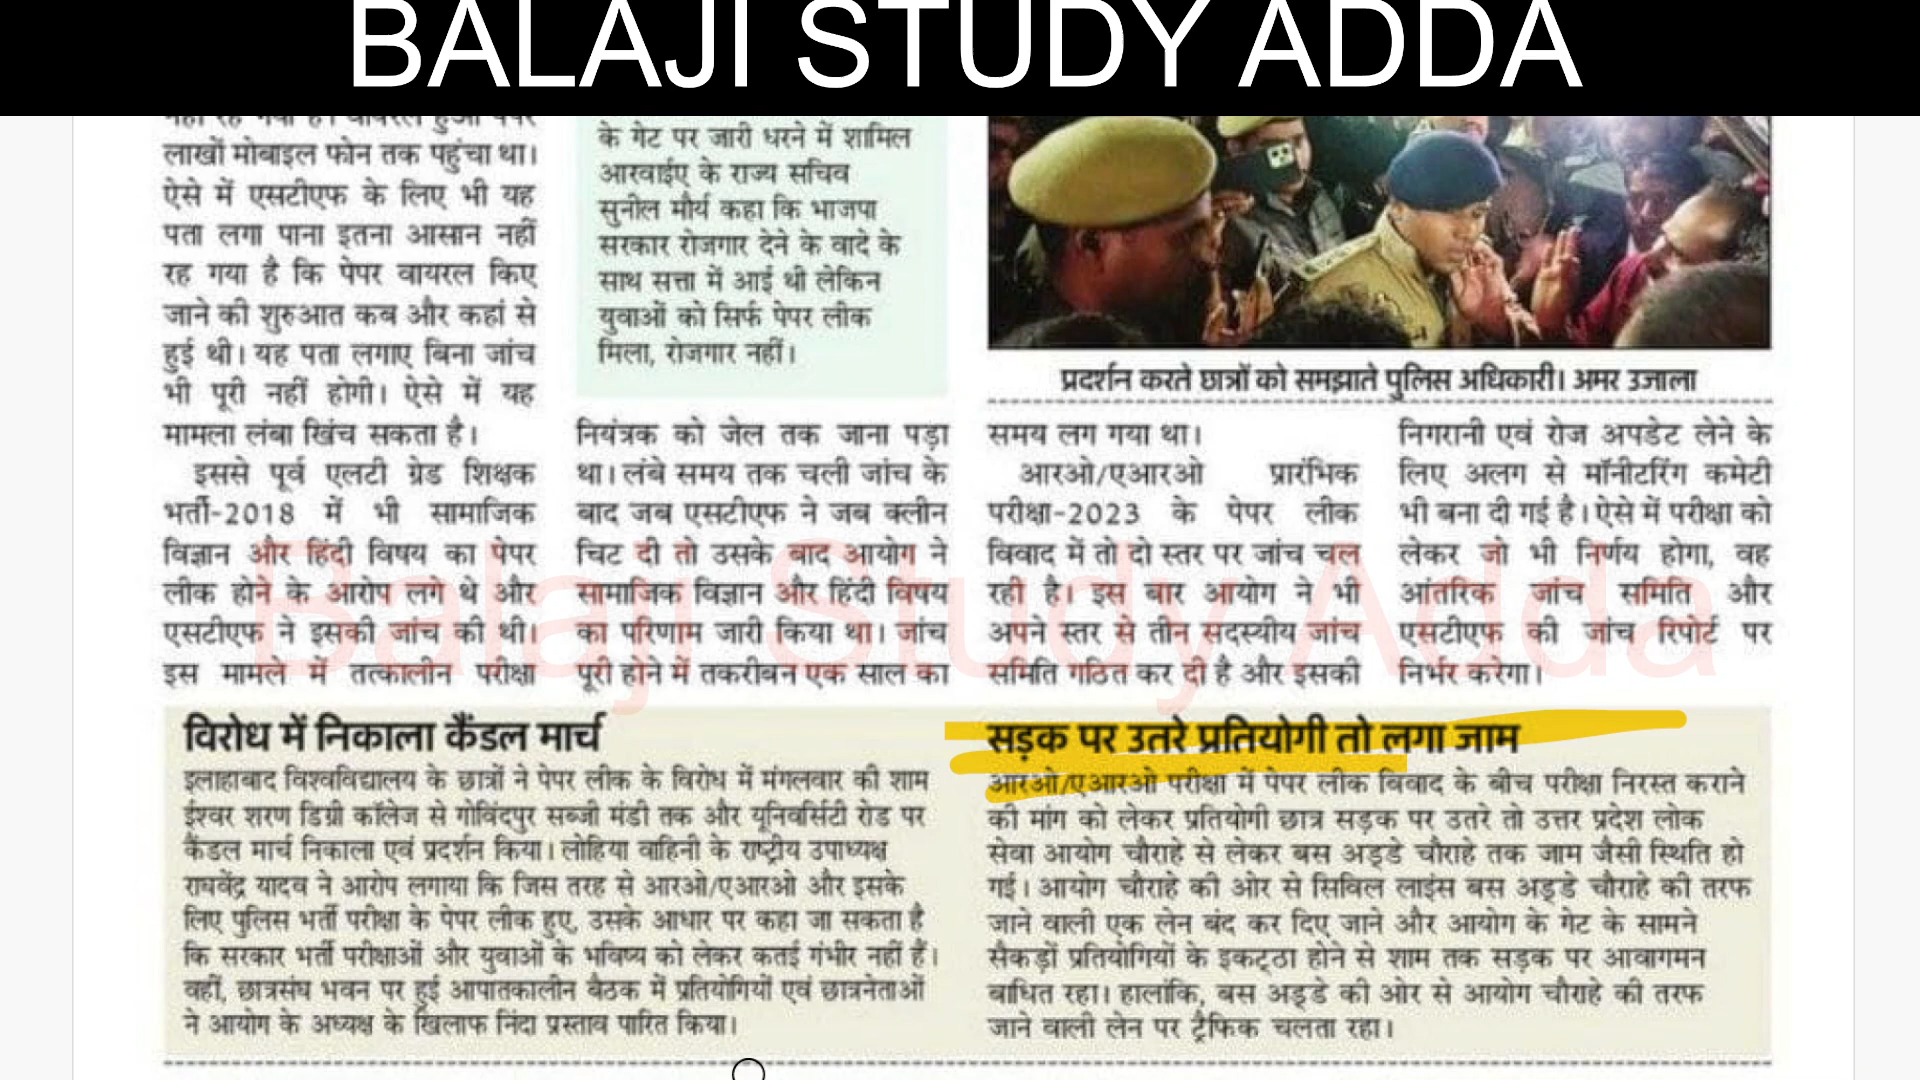 BALAJI STUDY ADDA
लाखों मोबाइल फोन तक पहुंचा था।
ऐसे में एसटीएफ के लिए भी यह
पता लगा पाना इतना आसान नहीं
रह गया है कि पेपर वायरल किए
जाने की शुरुआत कब और कहां से
हुई थी। यह पता लगाए बिना जांच
भी पूरी नहीं होगी। ऐसे में यह
मामला लंबा खिंच सकता है।
इससे पूर्व एलटी ग्रेड शिक्षक
भर्ती-2018 में भी सामाजिक
विज्ञान और हिंदी विषय का पेपर
लीक होने के आरोप लगे थे और
एसटीएफ ने इसकी जांच की थी।
इस मामले में तत्कालीन परीक्षा
के गेट पर जारी धरने में शामिल
आरवाईए के राज्य सचिव
सुनील मौर्य कहा कि भाजपा
सरकार रोजगार देने के वादे के
साथ सत्ता में आई थी लेकिन
युवाओं को सिर्फ पेपर लीक
मिला, रोजगार नहीं।
नियंत्रक को जेल तक जाना पड़ा
था। लंबे समय तक चली जांच के
बाद जब एसटीएफ ने जब क्लीन
चिट दी तो उसके बाद आयोग ने
सामाजिक विज्ञान और हिंदी विषय
का परिणाम जारी किया था। जांच
पूरी होने में तकरीबन एक साल का
प्रदर्शन करते छात्रों को समझाते पुलिस अधिकारी। अमर उजाला
समय लग गया था।
आरओ/एआरओ प्रारंभिक
परीक्षा-2023 के पेपर लीक
विवाद में तो दो स्तर पर जांच चल
रही है। इस बार आयोग ने भी
अपने स्तर से तीन सदस्यीय जांच
समिति गठित कर दी है और इसकी
निगरानी एवं रोज अपडेट लेने के
लिए अलग से मॉनीटरिंग कमेटी
भी बना दी गई है। ऐसे में परीक्षा को
लेकर जो भी निर्णय होगा, वह
आंतरिक जांच समिति और
एसटीएफ की जांच रिपोर्ट पर
निर्भर करेगा।
Balaji Study Adda
विरोध में निकाला कैंडल मार्च
इलाहाबाद विश्वविद्यालय के छात्रों ने पेपर लीक के विरोध में मंगलवार की शाम
ईश्वर शरण डिग्री कॉलेज से गोविंदपुर सब्जी मंडी तक और यूनिवर्सिटी रोड पर
कैंडल मार्च निकाला एवं प्रदर्शन किया। लोहिया वाहिनी के राष्ट्रीय उपाध्यक्ष
राघवेंद्र यादव ने आरोप लगाया कि जिस तरह से आरओ/एआरओ और इसके
लिए पुलिस भर्ती परीक्षा के पेपर लीक हुए, उसके आधार पर कहा जा सकता है
कि सरकार भर्ती परीक्षाओं और युवाओं के भविष्य को लेकर कतई गंभीर नहीं हैं।
वहीं, छात्रसंघ भवन पर हुई आपातकालीन बैठक में प्रतियोगियों एवं छात्रनेताओं
ने आयोग के अध्यक्ष के खिलाफ निंदा प्रस्ताव पारित किया।
सड़क पर उतरे प्रतियोगी तो लगा जाम
आरओ/एआरओ परीक्षा में पेपर लीक विवाद के बीच परीक्षा निरस्त कराने
की मांग को लेकर प्रतियोगी छात्र सड़क पर उतरे तो उत्तर प्रदेश लोक
सेवा आयोग चौराहे से लेकर बस अड्डे चौराहे तक जाम जैसी स्थिति हो
गई। आयोग चौराहे की ओर से सिविल लाइंस बस अड्डे चौराहे की तरफ
जाने वाली एक लेन बंद कर दिए जाने और आयोग के गेट के सामने
सैकड़ों प्रतियोगियों के इकट्ठा होने से शाम तक सड़क पर आवागमन
बाधित रहा। हालांकि, बस अड्डे की ओर से आयोग चौराहे की तरफ
जाने वाली लेन पर ट्रैफिक चलता रहा।